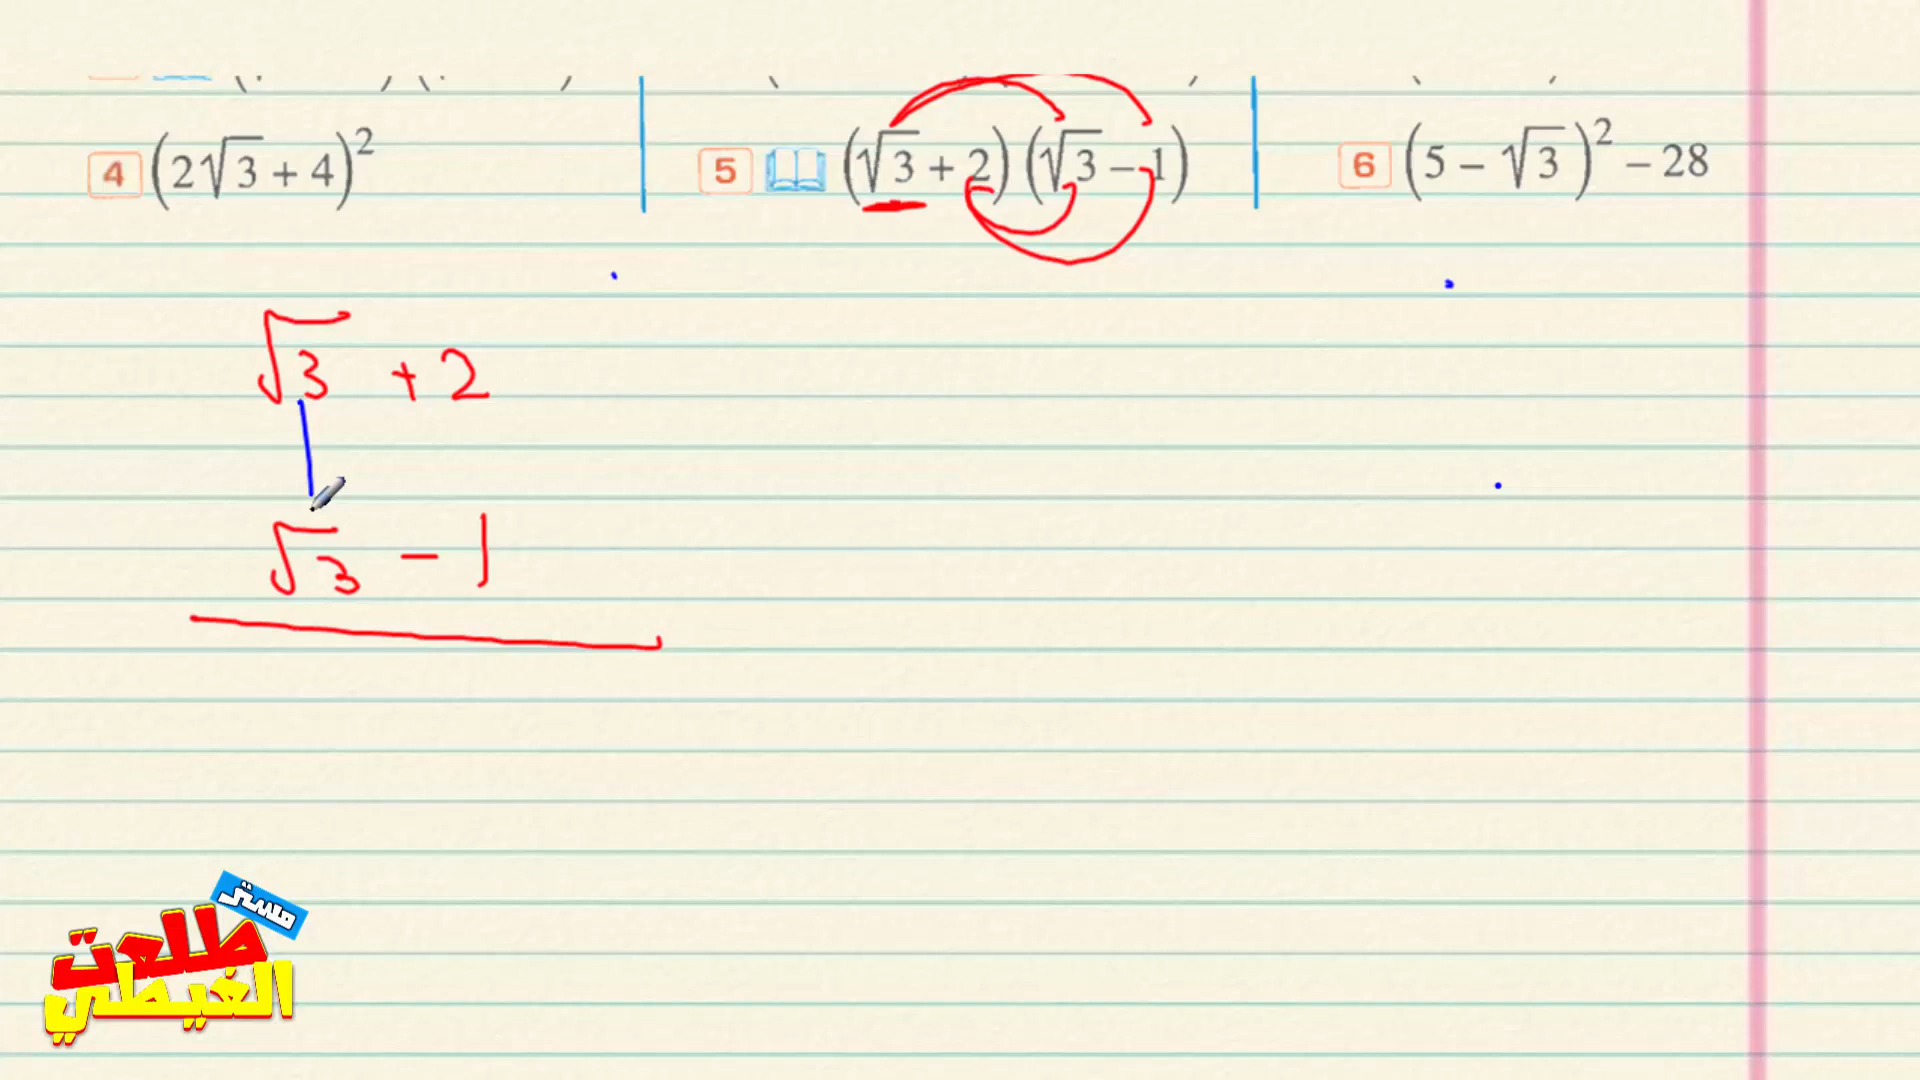 4 (2√3 + 4)²
5 (√3 + 2)(√3 − 1)
6 (5 − √3)² − 28
√3 + 2
√3 − 1
مستر
طلعت
الغيطي